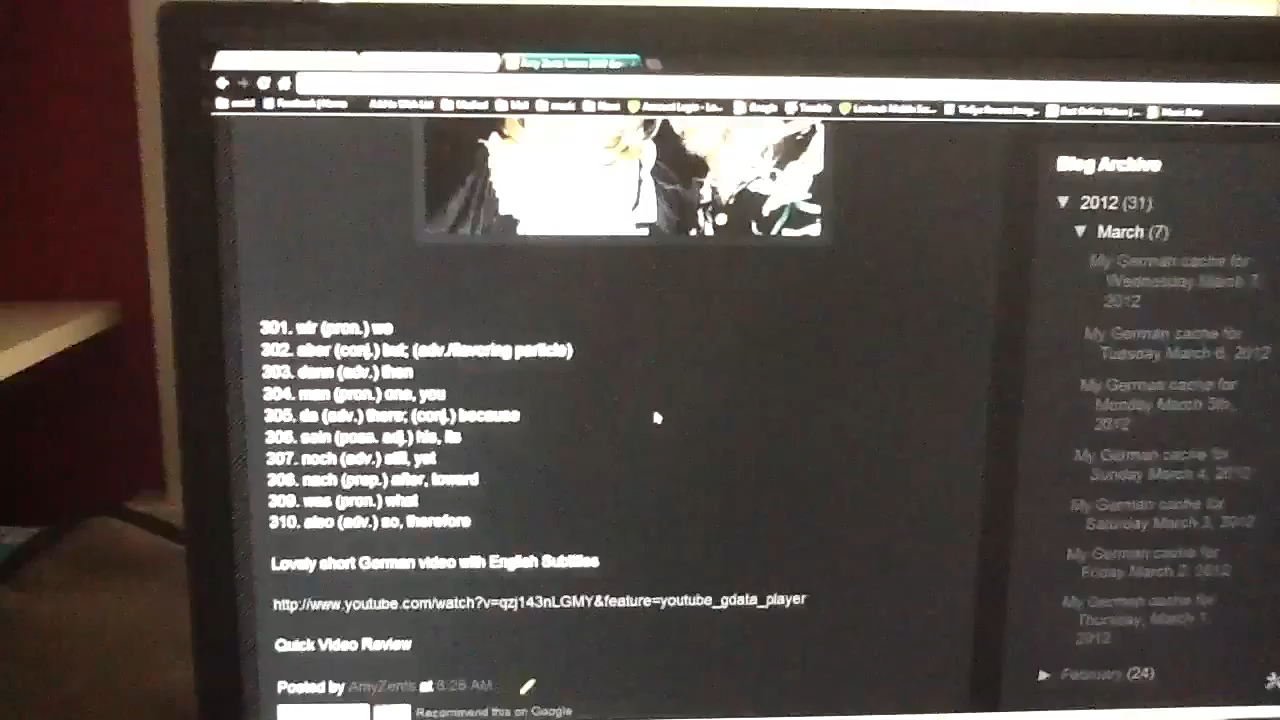 Google
Tumblr
Blog Archive
▼ 2012 (31)
▼ March (7)
My German cache for
Wednesday March 7,
2012
My German cache for
Tuesday March 6, 2012
My German cache for
Monday March 5th,
2012
My German cache for
Sunday March 4, 2012
My German cache for
Saturday March 3, 2012
My German cache for
Friday March 2, 2012
My German cache for
Thursday, March 1,
2012
► February (24)
301. wir (pron.) we
302. aber (conj.) but; (adv./flavoring particle)
303. dann (adv.) then
304. man (pron.) one, you
305. da (adv.) there; (conj.) because
306. sein (poss. adj.) his, its
307. noch (adv.) still, yet
308. nach (prep.) after, toward
309. was (pron.) what
310. also (adv.) so, therefore
Lovely short German video with English Subtitles
http://www.youtube.com/watch?v=qzj143nLGMY&feature=youtube_gdata_player
Quick Video Review
Posted by AmyZents at 8:26 AM
Recommend this on Google